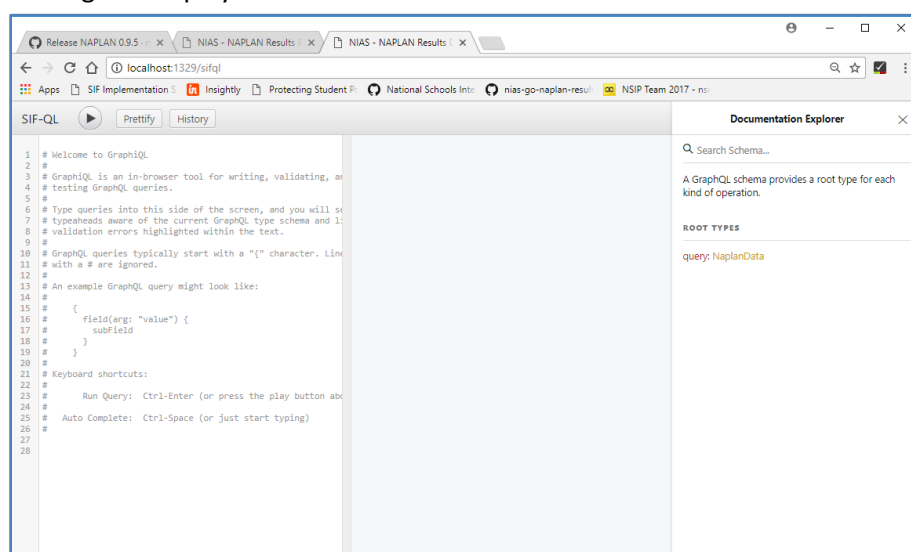 Release NAPLAN 0.9.5 · n
NIAS - NAPLAN Results
NIAS - NAPLAN Results
localhost:1329/sifql
Apps
SIF Implementation S
Insightly
Protecting Student Pr
National Schools Inte
nias-go-naplan-resul
NSIP Team 2017 - nsi
SIF-QL
Prettify
History
Documentation Explorer
1 # Welcome to GraphiQL
2 #
3 # GraphiQL is an in-browser tool for writing, validating, a
4 # testing GraphQL queries.
5 #
6 # Type queries into this side of the screen, and you will s
7 # typeaheads aware of the current GraphQL type schema and li
8 # validation errors highlighted within the text.
9 #
10 # GraphQL queries typically start with a "{" character. Line
11 # with a # are ignored.
12 #
13 # An example GraphQL query might look like:
14 #
15 # {
16 # field(arg: "value") {
17 # subField
18 # }
19 # }
20 #
21 # Keyboard shortcuts:
22 #
23 # Run Query: Ctrl-Enter (or press the play button abo
24 #
25 # Auto Complete: Ctrl-Space (or just start typing)
26 #
27
28
Search Schema...
A GraphQL schema provides a root type for each
kind of operation.
ROOT TYPES
query: NaplanData